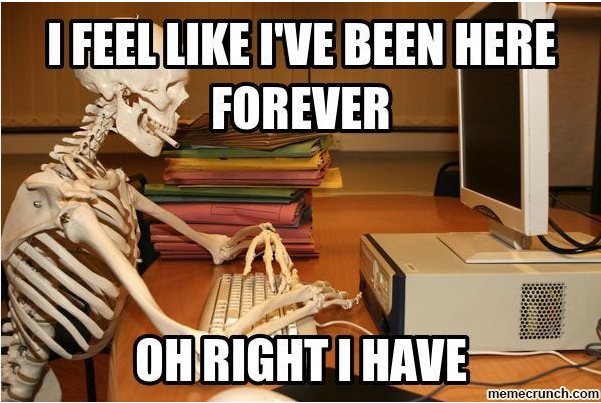 I FEEL LIKE I'VE BEEN HERE
FOREVER
OH RIGHT I HAVE
memecrunch.com